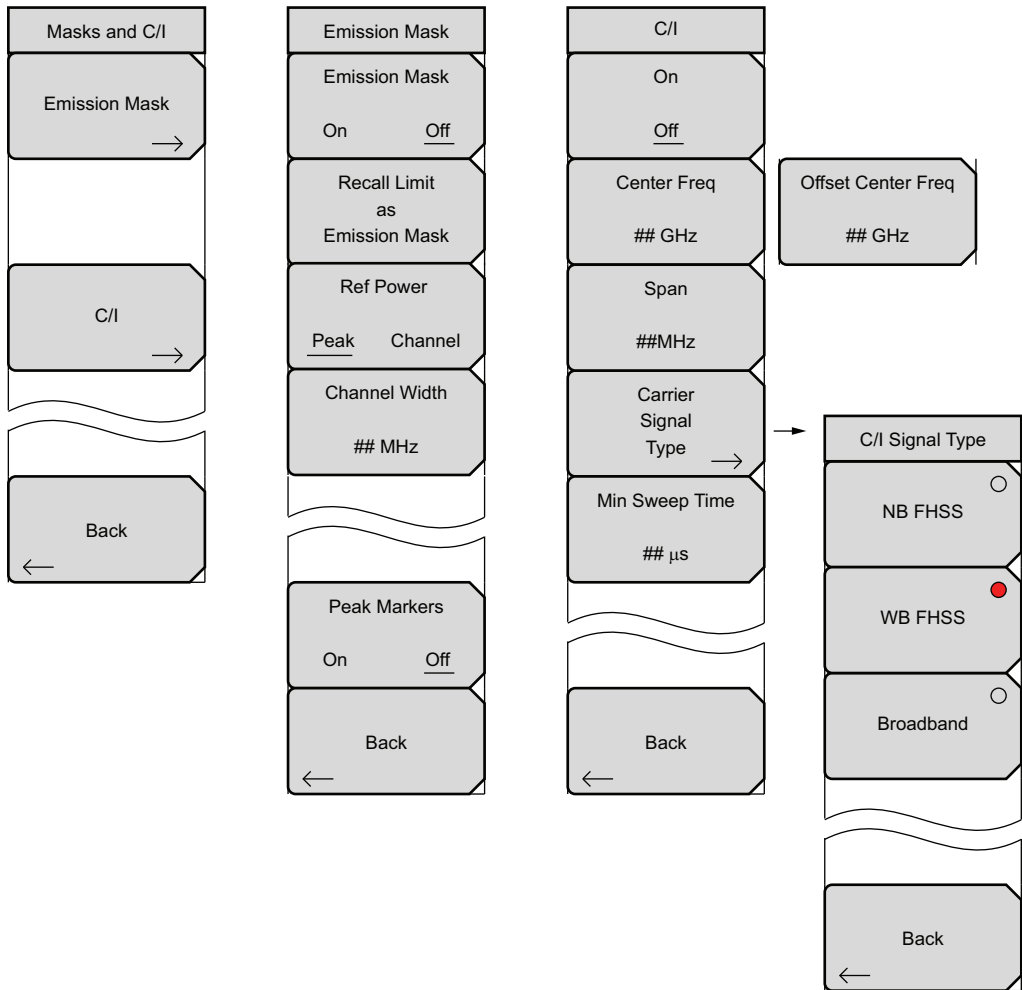 Masks and C/I
Emission Mask
C/I
Back
Emission Mask
Emission Mask
On Off
Recall Limit
as
Emission Mask
Ref Power
Peak Channel
Channel Width
## MHz
Peak Markers
On Off
Back
C/I
On
Off
Center Freq
## GHz
Span
##MHz
Carrier
Signal
Type
Min Sweep Time
## μs
Back
Offset Center Freq
## GHz
C/I Signal Type
NB FHSS
WB FHSS
Broadband
Back